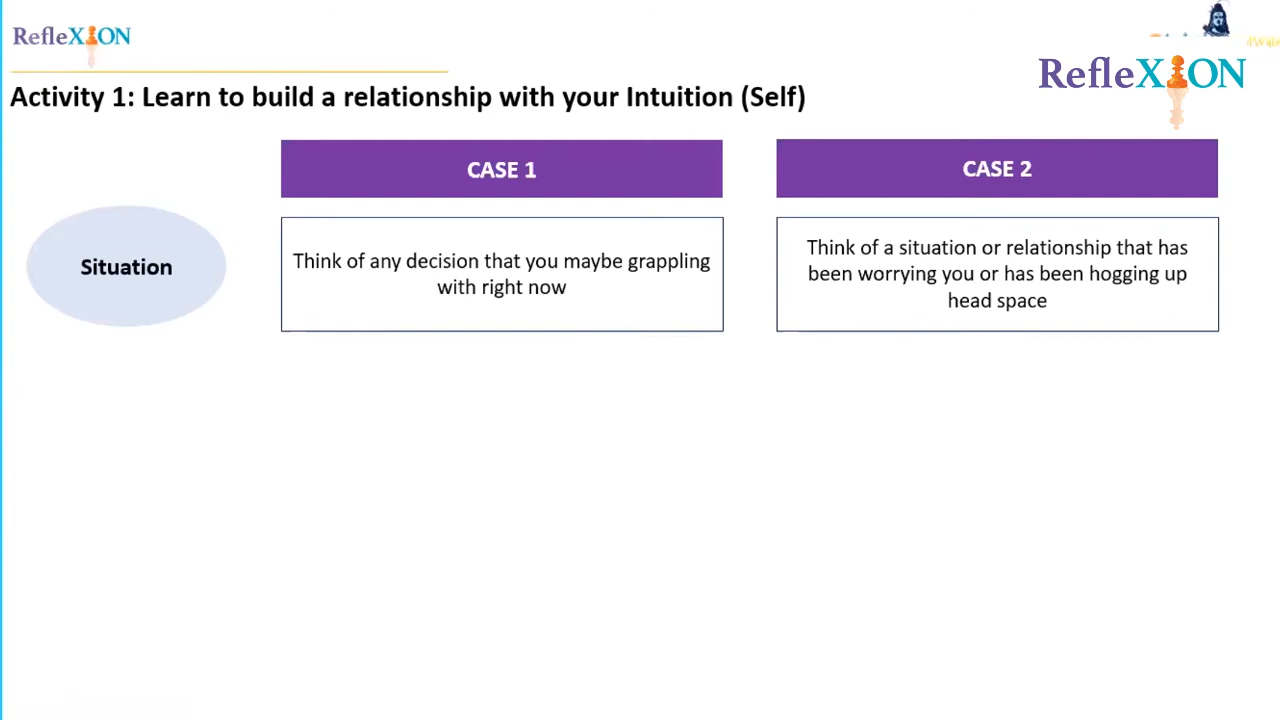 RefleXION
RefleXION
Activity 1: Learn to build a relationship with your Intuition (Self)
CASE 1
CASE 2
Situation
Think of any decision that you maybe grappling
with right now
Think of a situation or relationship that has
been worrying you or has been hogging up
head space